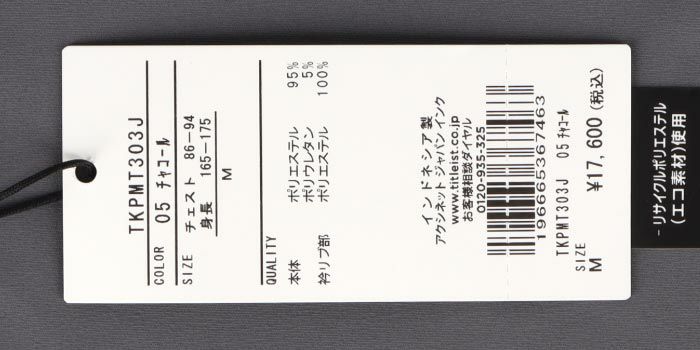 TKPMT303J
COLOR
05 ﾁｬｺｰﾙ
SIZE
チェスト 86-94
身長 165-175
M
QUALITY
本体 ポリエステル 95%
ポリウレタン 5%
衿リブ部 ポリエステル 100%
インドネシア製
アクシネット ジャパン インク
www.titleist.co.jp
お客様相談ダイヤル
0120-935-325
196665367463
TKPMT303J 05 ﾁｬｺｰﾙ
¥17,600(税込)
SIZE
M
- リサイクルポリエステル
(エコ素材)使用